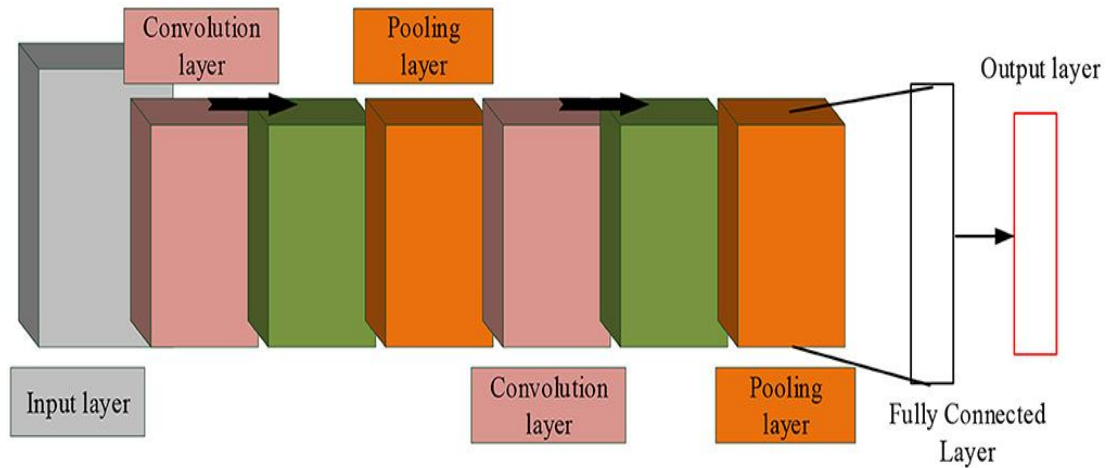 Convolution
layer
Pooling
layer
Output layer
Input layer
Convolution
layer
Pooling
layer
Fully Connected
Layer